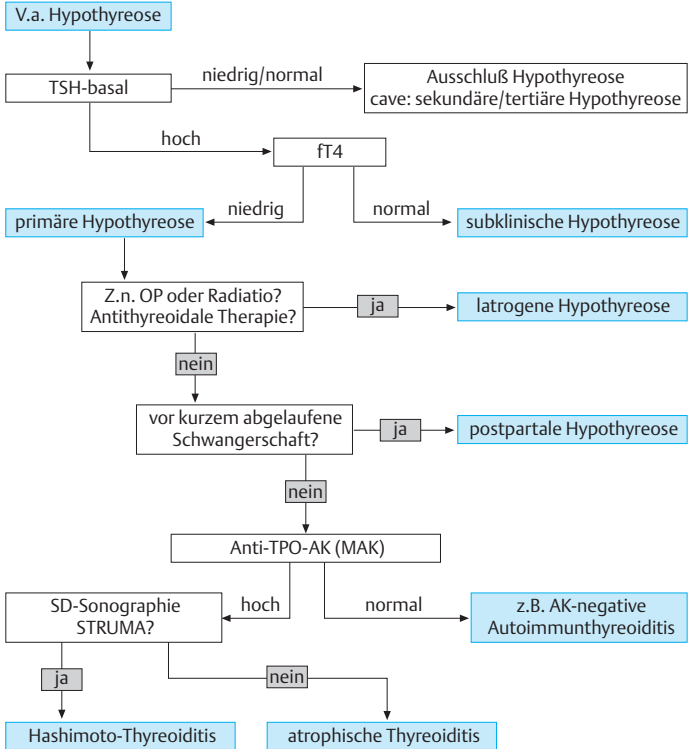 V.a. Hypothyreose
TSH-basal
niedrig/normal
Ausschluß Hypothyreose
cave: sekundäre/tertiäre Hypothyreose
hoch
fT4
niedrig
normal
primäre Hypothyreose
subklinische Hypothyreose
Z.n. OP oder Radiatio?
Antithyreoidale Therapie?
ja
Iatrogene Hypothyreose
nein
vor kurzem abgelaufene
Schwangerschaft?
ja
postpartale Hypothyreose
nein
Anti-TPO-AK (MAK)
SD-Sonographie
STRUMA?
hoch
normal
z.B. AK-negative
Autoimmunthyreoiditis
ja
nein
Hashimoto-Thyreoiditis
atrophische Thyreoiditis